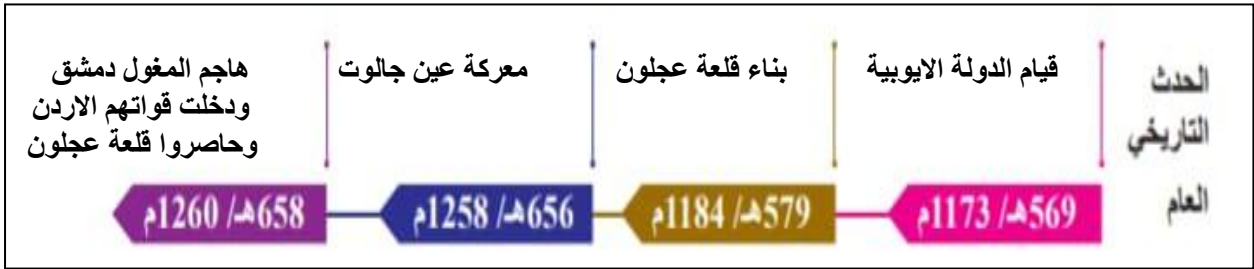 الحدث
التاريخي
قيام الدولة الايوبية
بناء قلعة عجلون
معركة عين جالوت
هاجم المغول دمشق
ودخلت قواتهم الاردن
وحاصروا قلعة عجلون
العام
569هـ/ 1173م
579هـ/ 1184م
656هـ/ 1258م
658هـ/ 1260م